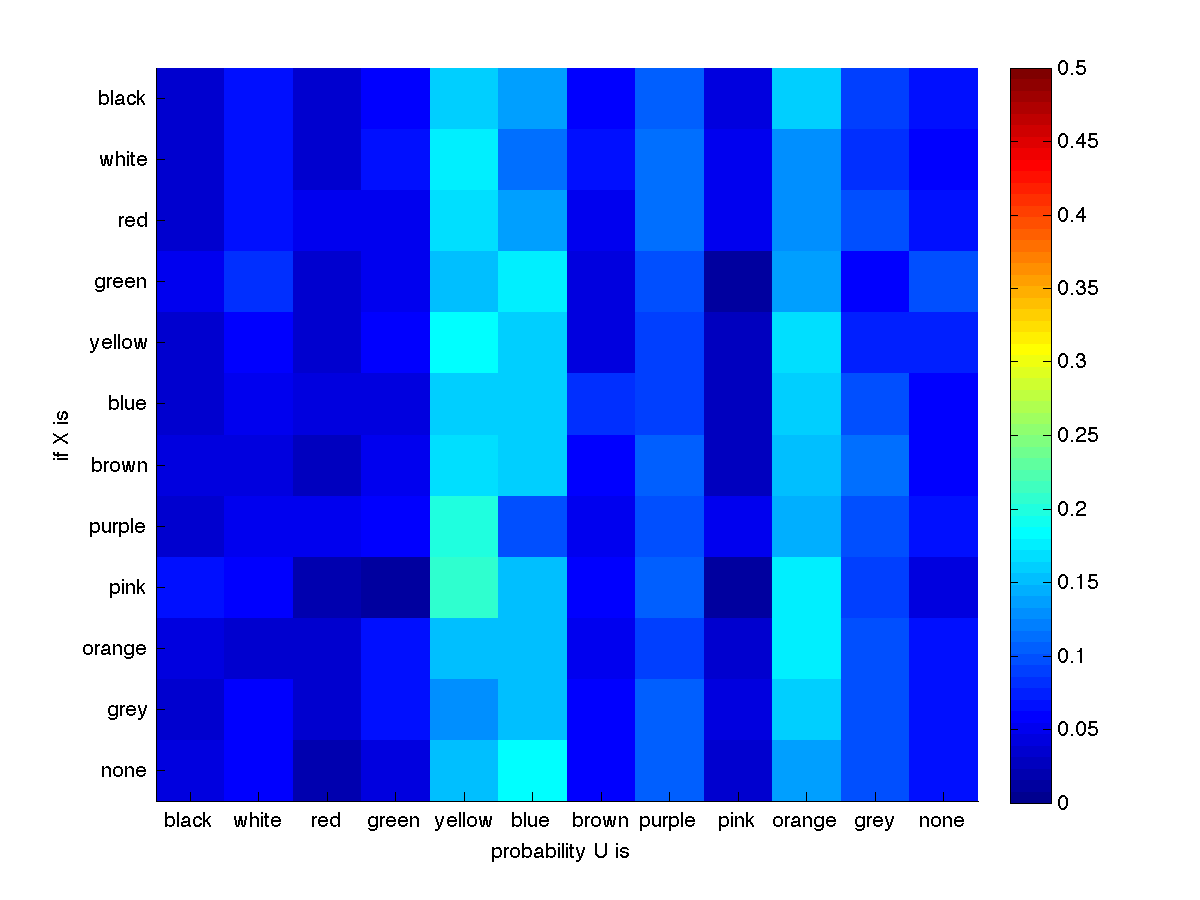 black
white
red
green
yellow
blue
brown
purple
pink
orange
grey
none
if X is
black white red green yellow blue brown purple pink orange grey none
probability U is
0.5
0.45
0.4
0.35
0.3
0.25
0.2
0.15
0.1
0.05
0